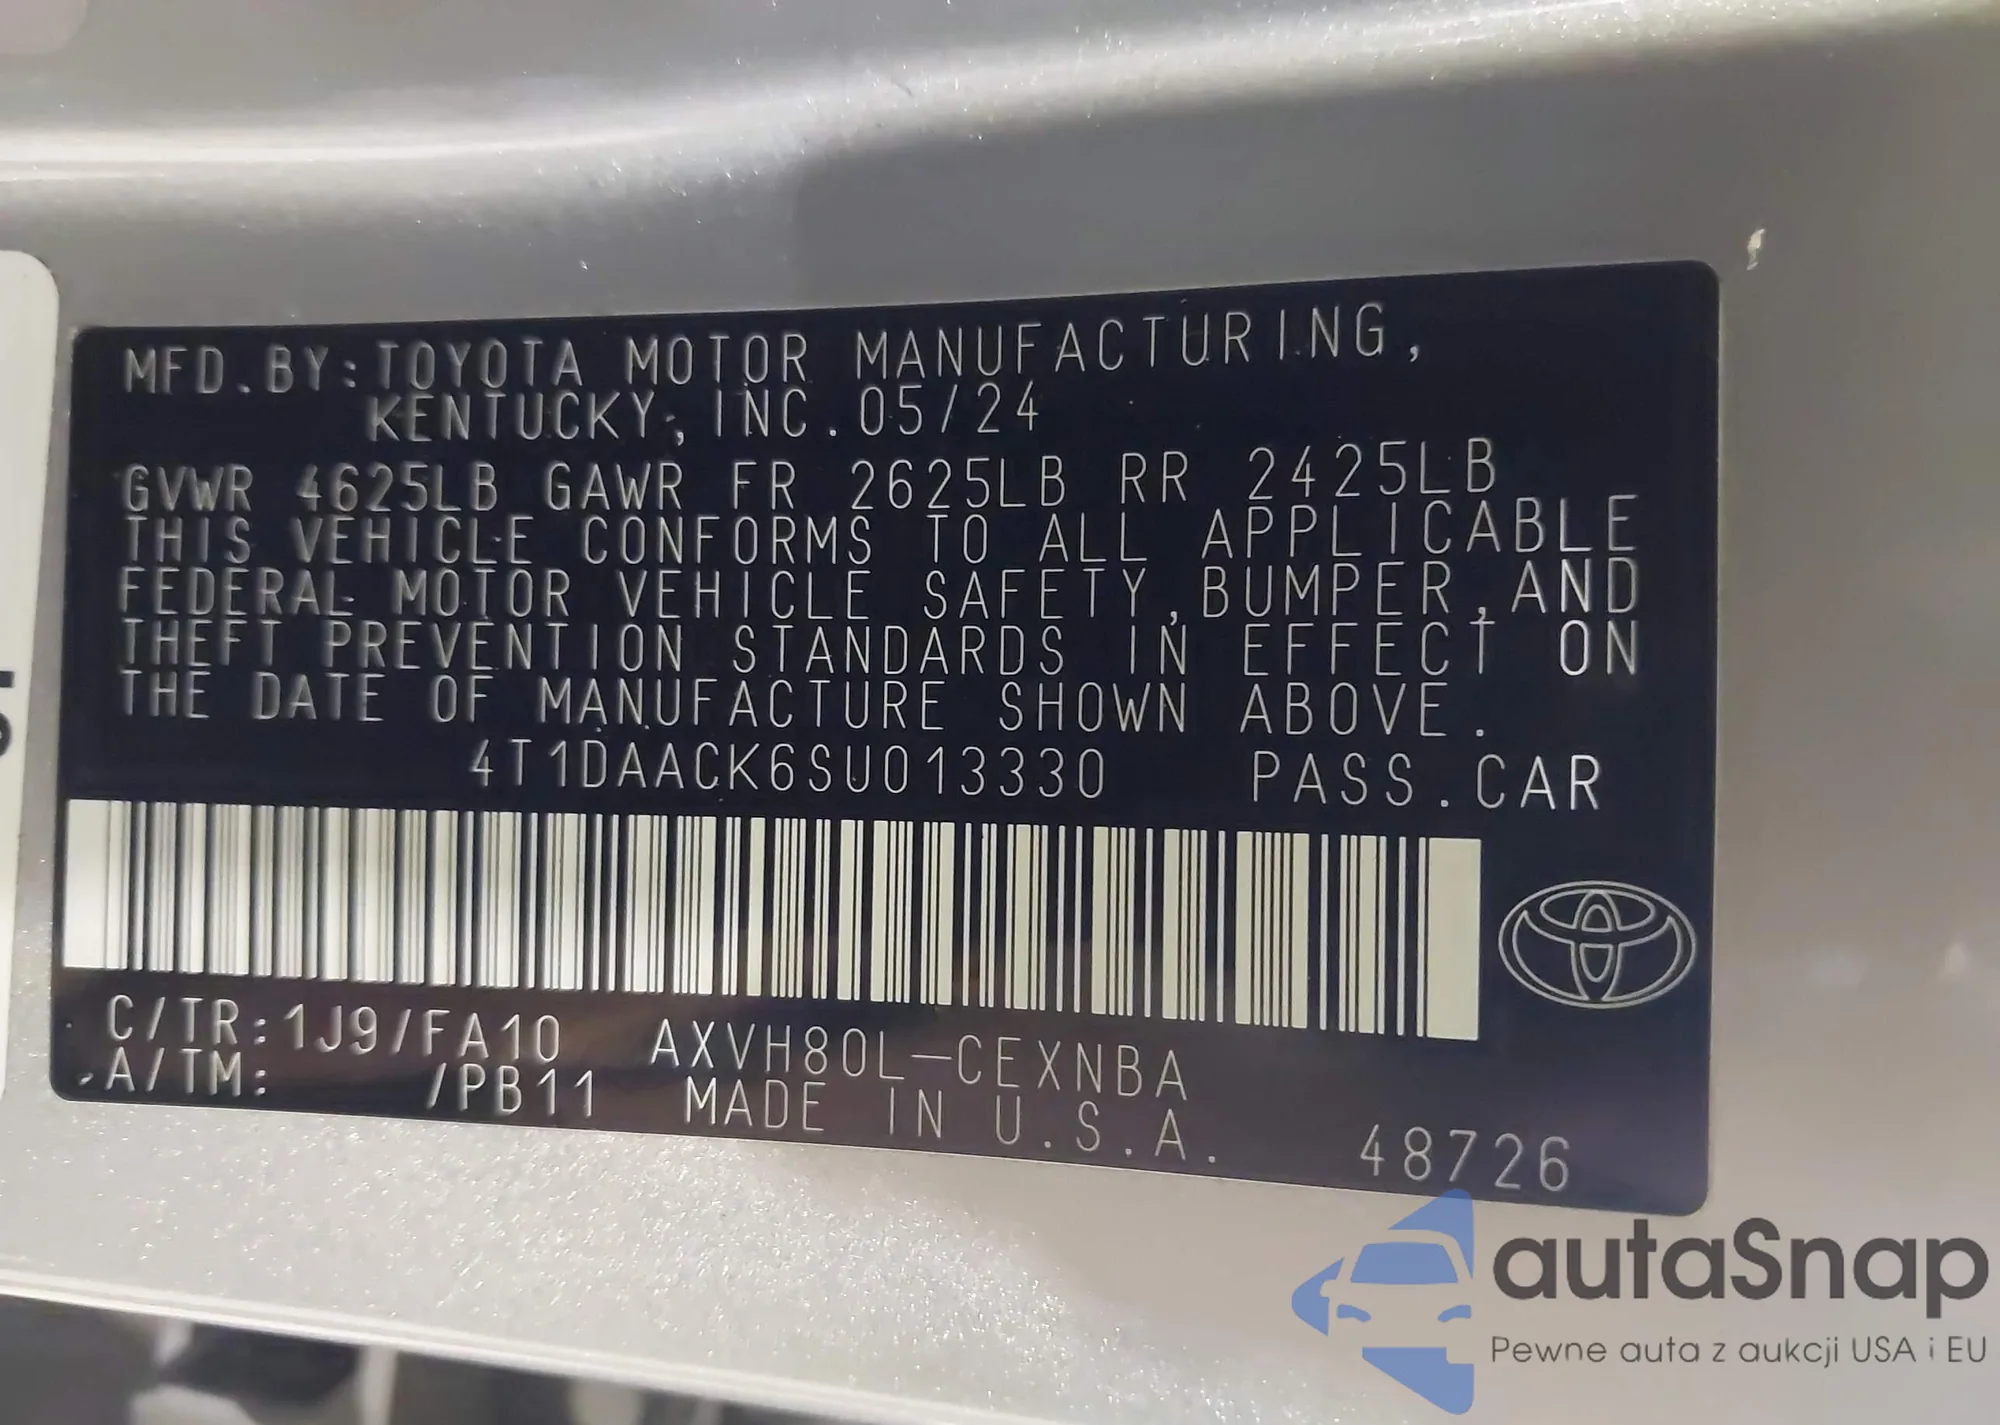 MFD.BY:TOYOTA MOTOR MANUFACTURING,
KENTUCKY, INC. 05/24
GVWR 4625LB GAWR FR 2625LB RR 2425LB
THIS VEHICLE CONFORMS TO ALL APPLICABLE
FEDERAL MOTOR VEHICLE SAFETY,BUMPER,AND
THEFT PREVENTION STANDARDS IN EFFECT ON
THE DATE OF MANUFACTURE SHOWN ABOVE.
4T1DAACK6SU013330 PASS.CAR
C/TR:1J9/FA10 AXVH80L-CEXNBA
A/TM: /PB11 MADE IN U.S.A. 48726
autaSnap
Pewne auta z aukcji USA i EU